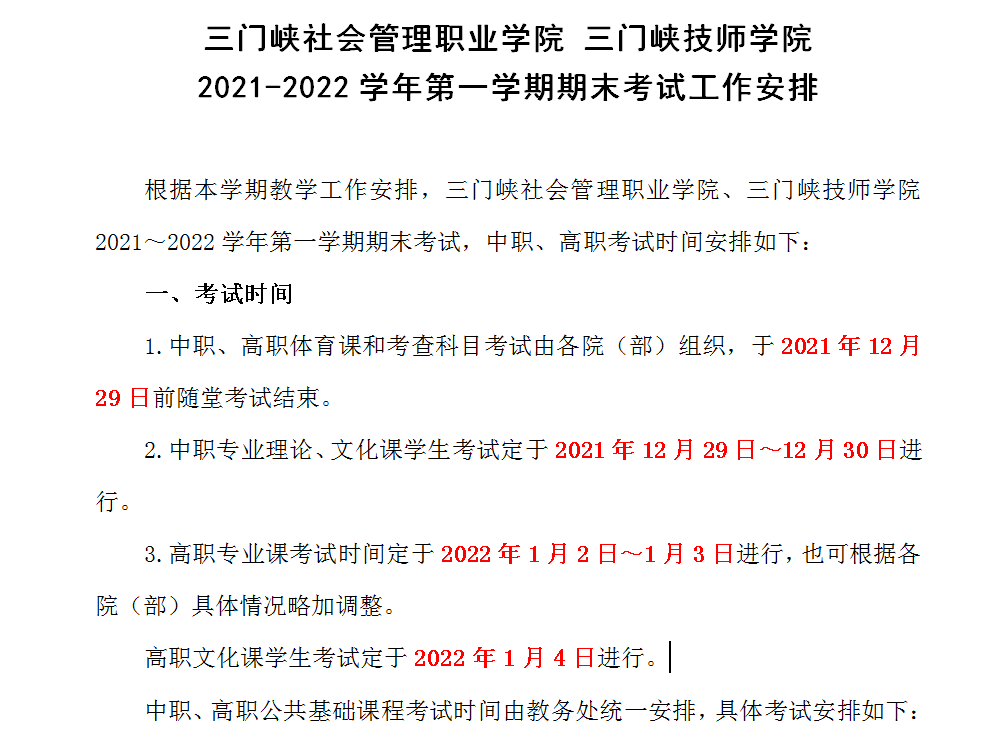 三门峡社会管理职业学院 三门峡技师学院
2021-2022 学年第一学期期末考试工作安排
根据本学期教学工作安排，三门峡社会管理职业学院、三门峡技师学院
2021～2022 学年第一学期期末考试，中职、高职考试时间安排如下：
一、考试时间
1.中职、高职体育课和考查科目考试由各院（部）组织，于 2021 年 12 月
29 日前随堂考试结束。
2.中职专业理论、文化课学生考试定于 2021 年 12 月 29 日～12 月 30 日进
行。
3.高职专业课考试时间定于 2022 年 1 月 2 日～1 月 3 日进行，也可根据各
院（部）具体情况略加调整。
高职文化课学生考试定于 2022 年 1 月 4 日进行。
中职、高职公共基础课程考试时间由教务处统一安排，具体考试安排如下：